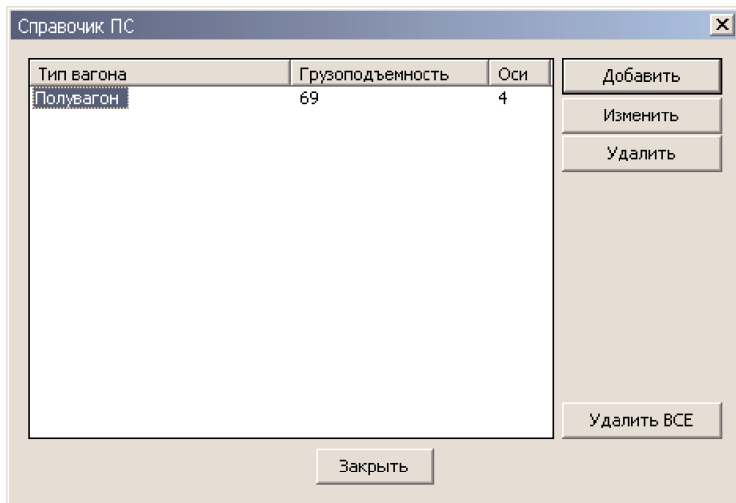 Справочик ПС
Тип вагона Грузоподъемность Оси
Полувагон 69 4
Добавить
Изменить
Удалить
Удалить ВСЕ
Закрыть